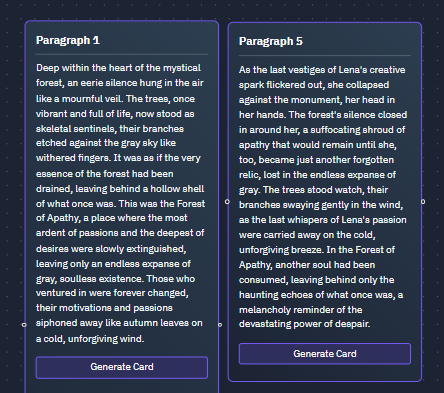 Paragraph 1
Deep within the heart of the mystical
forest, an eerie silence hung in the air
like a mournful veil. The trees, once
vibrant and full of life, now stood as
skeletal sentinels, their branches
etched against the gray sky like
withered fingers. It was as if the very
essence of the forest had been
drained, leaving behind a hollow shell
of what once was. This was the Forest
of Apathy, a place where the most
ardent of passions and the deepest of
desires were slowly extinguished,
leaving only an endless expanse of
gray, soulless existence. Those who
ventured in were forever changed,
their motivations and passions
siphoned away like autumn leaves on
a cold, unforgiving wind.
Generate Card
Paragraph 5
As the last vestiges of Lena's creative
spark flickered out, she collapsed
against the monument, her head in
her hands. The forest's silence closed
in around her, a suffocating shroud of
apathy that would remain until she,
too, became just another forgotten
relic, lost in the endless expanse of
gray. The trees stood watch, their
branches swaying gently in the wind,
as the last whispers of Lena's passion
were carried away on the cold,
unforgiving breeze. In the Forest of
Apathy, another soul had been
consumed, leaving behind only the
haunting echoes of what once was, a
melancholy reminder of the
devastating power of despair.
Generate Card